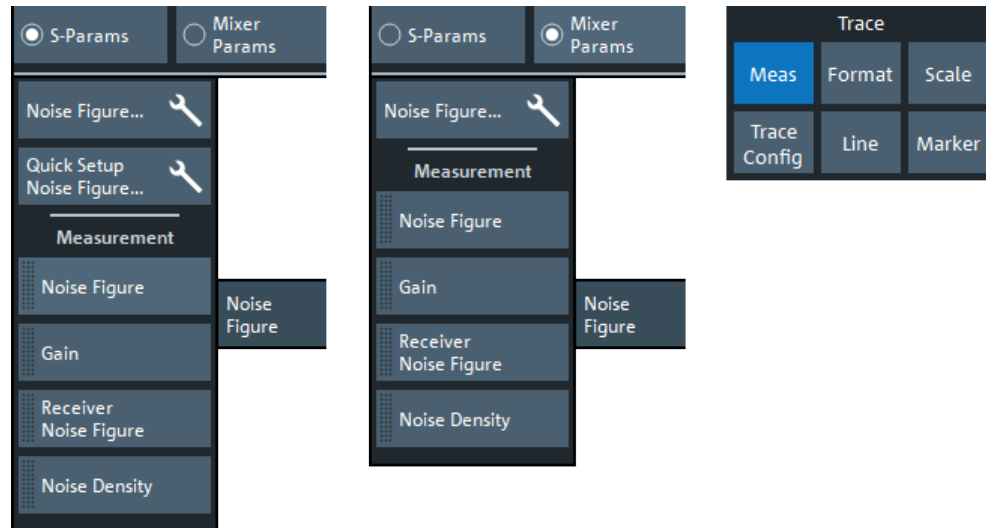 S-Params
Mixer
Params
Noise Figure...
Quick Setup
Noise Figure...
Measurement
Noise Figure
Gain
Receiver
Noise Figure
Noise Density
Noise
Figure
S-Params
Mixer
Params
Noise Figure...
Measurement
Noise Figure
Gain
Receiver
Noise Figure
Noise Density
Noise
Figure
Trace
Meas
Format
Scale
Trace
Config
Line
Marker